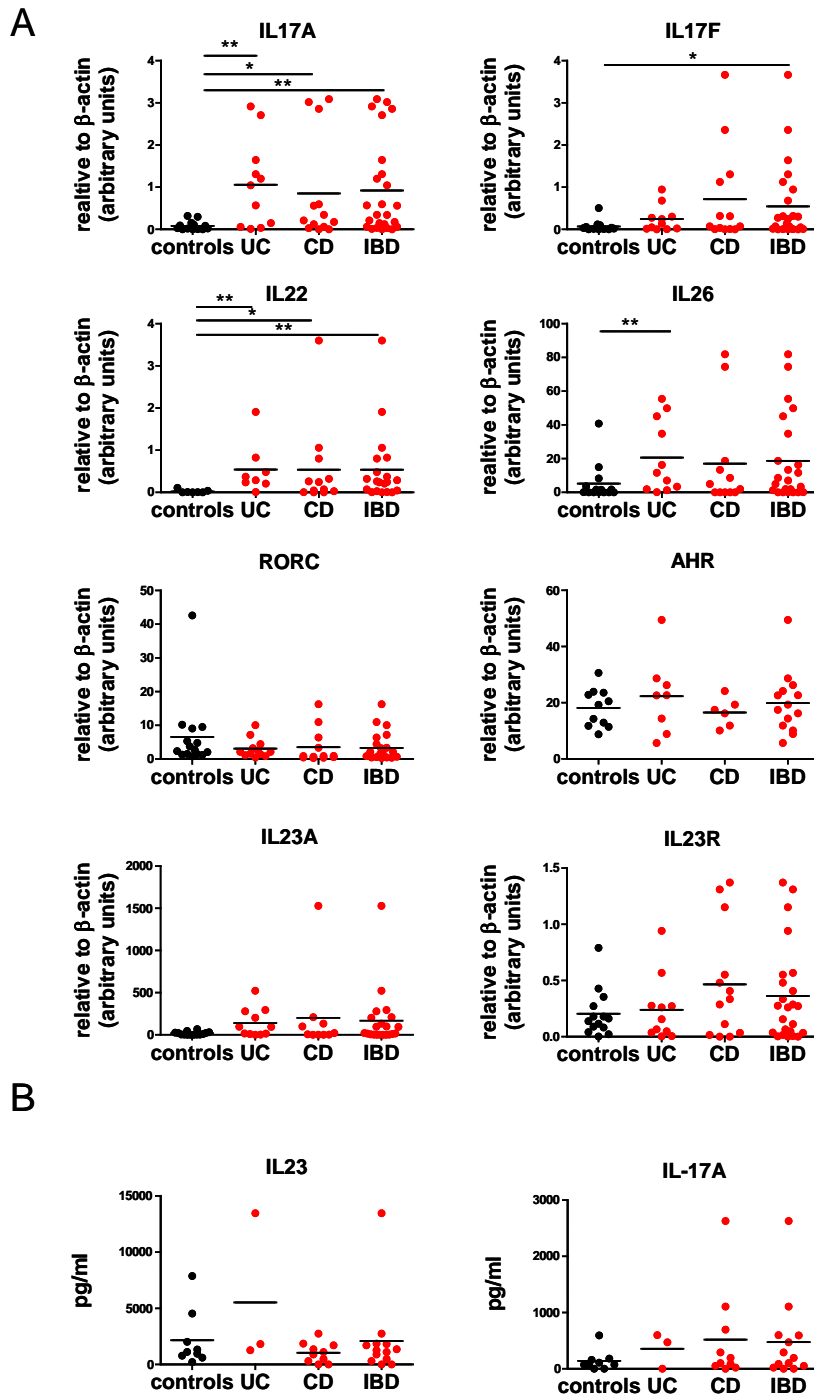 A
IL17A
IL17F
realtive to β-actin
(arbitrary units)
4
3
2
1
0
**
*
**
controls UC CD IBD
relative to β-actin
(arbitrary units)
4
3
2
1
0
*
controls UC CD IBD
IL22
IL26
relative to β-actin
(arbitrary units)
4
3
2
1
0
**
*
**
controls UC CD IBD
realtive to β-actin
(arbitrary units)
100
80
60
40
20
0
**
controls UC CD IBD
RORC
AHR
relative to β-actin
(arbitrary units)
50
40
30
20
10
0
controls UC CD IBD
relative to β-actin
(arbitrary units)
60
40
20
0
controls UC CD IBD
IL23A
IL23R
relative to β-actin
(arbitrary units)
2000
1500
1000
500
0
controls UC CD IBD
relative to β-actin
(arbitrary units)
1.5
1.0
0.5
0.0
controls UC CD IBD
B
IL23
IL-17A
pg/ml
15000
10000
5000
0
controls UC CD IBD
pg/ml
3000
2000
1000
0
controls UC CD IBD